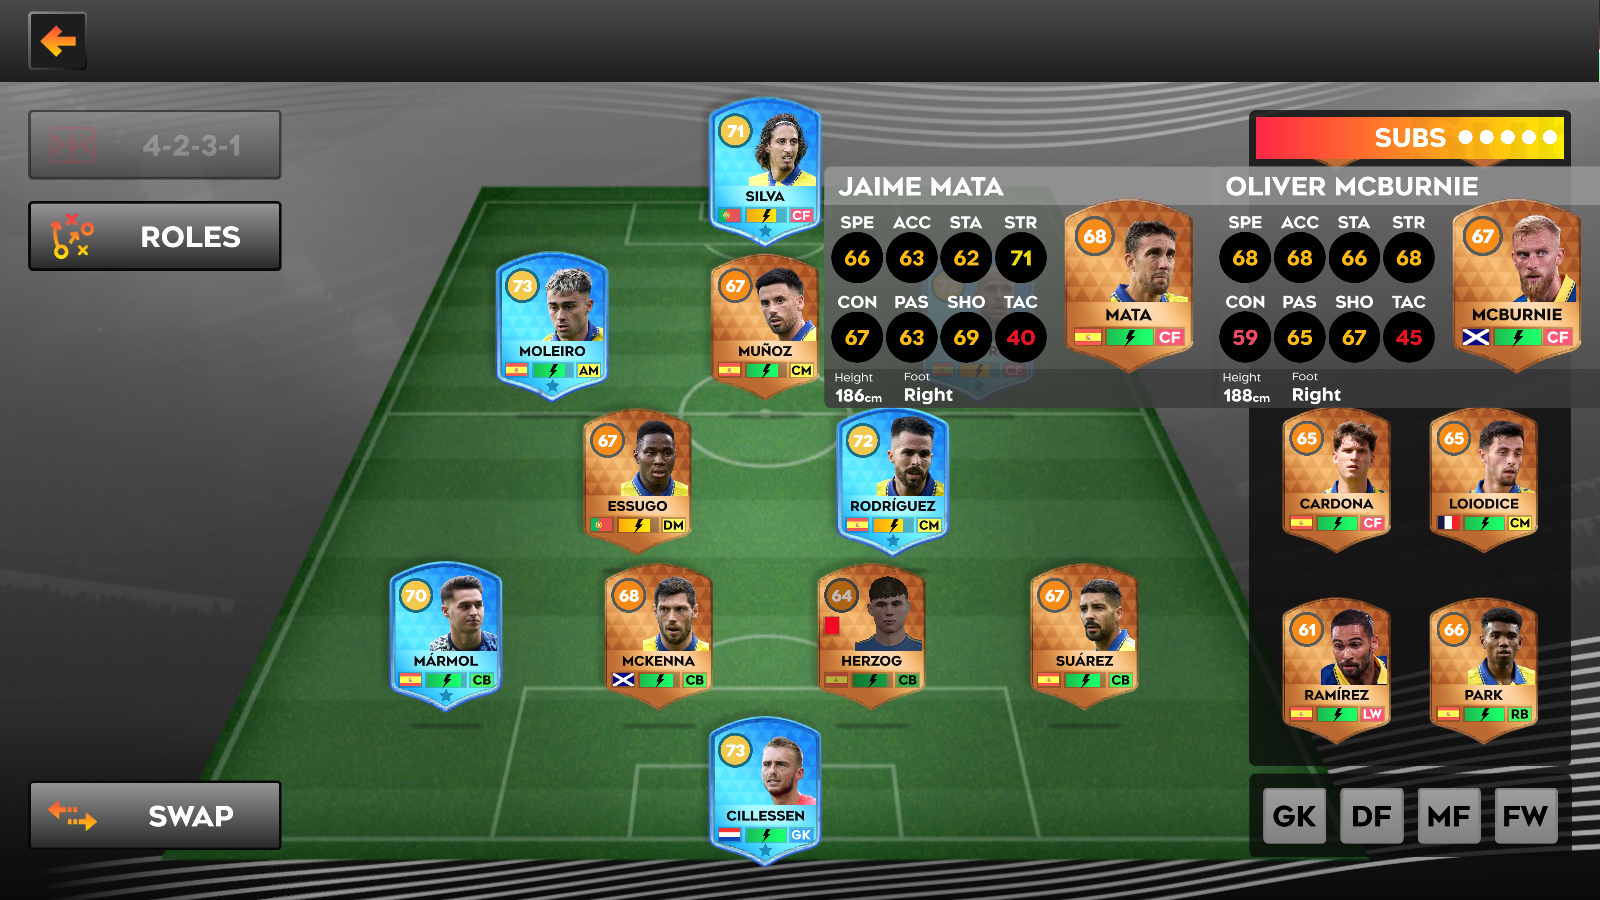 4-2-3-1
ROLES
SWAP
71
SILVA
CF
73
MOLEIRO
AM
67
MUÑOZ
CM
67
ESSUGO
DM
72
RODRÍGUEZ
CM
70
MÁRMOL
CB
68
MCKENNA
CB
64
HERZOG
CB
67
SUÁREZ
CB
73
CILLESSEN
GK
SUBS
JAIME MATA
SPE ACC STA STR
66 63 62 71
CON PAS SHO TAC
67 63 69 40
Height Foot
186cm Right
68
MATA
CF
OLIVER MCBURNIE
SPE ACC STA STR
68 68 66 68
CON PAS SHO TAC
59 65 67 45
Height Foot
188cm Right
67
MCBURNIE
CF
CF
65
CARDONA
CF
65
LOIODICE
CM
61
RAMÍREZ
LW
66
PARK
RB
GK DF MF FW